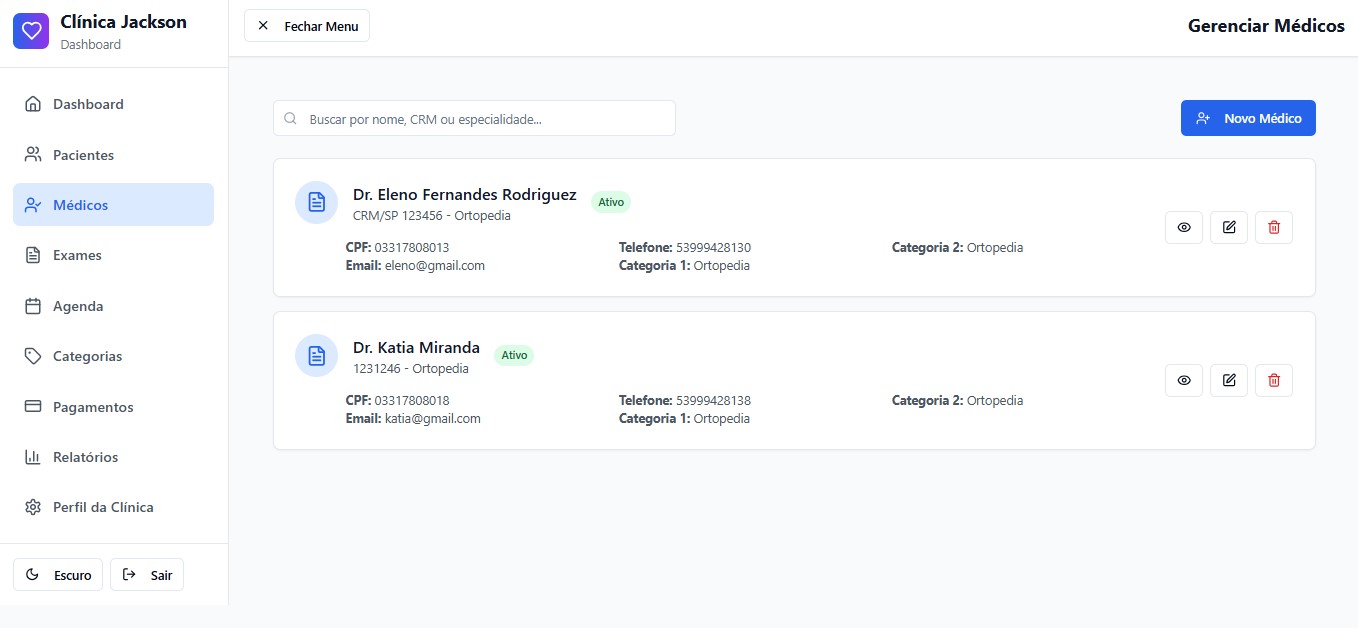 Clínica Jackson
Dashboard
Fechar Menu
Gerenciar Médicos
Dashboard
Pacientes
Médicos
Exames
Agenda
Categorias
Pagamentos
Relatórios
Perfil da Clínica
Escuro
Sair
Buscar por nome, CRM ou especialidade...
Novo Médico
Dr. Eleno Fernandes Rodriguez Ativo
CRM/SP 123456 - Ortopedia
CPF: 03317808013 Telefone: 53999428130 Categoria 2: Ortopedia
Email: eleno@gmail.com Categoria 1: Ortopedia
Dr. Katia Miranda Ativo
1231246 - Ortopedia
CPF: 03317808018 Telefone: 53999428138 Categoria 2: Ortopedia
Email: katia@gmail.com Categoria 1: Ortopedia